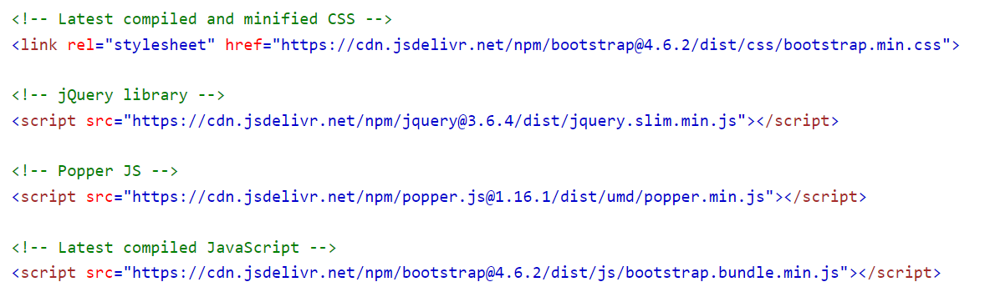 <!-- Latest compiled and minified CSS -->
<link rel="stylesheet" href="https://cdn.jsdelivr.net/npm/bootstrap@4.6.2/dist/css/bootstrap.min.css">
<!-- jQuery library -->
<script src="https://cdn.jsdelivr.net/npm/jquery@3.6.4/dist/jquery.slim.min.js"></script>
<!-- Popper JS -->
<script src="https://cdn.jsdelivr.net/npm/popper.js@1.16.1/dist/umd/popper.min.js"></script>
<!-- Latest compiled JavaScript -->
<script src="https://cdn.jsdelivr.net/npm/bootstrap@4.6.2/dist/js/bootstrap.bundle.min.js"></script>